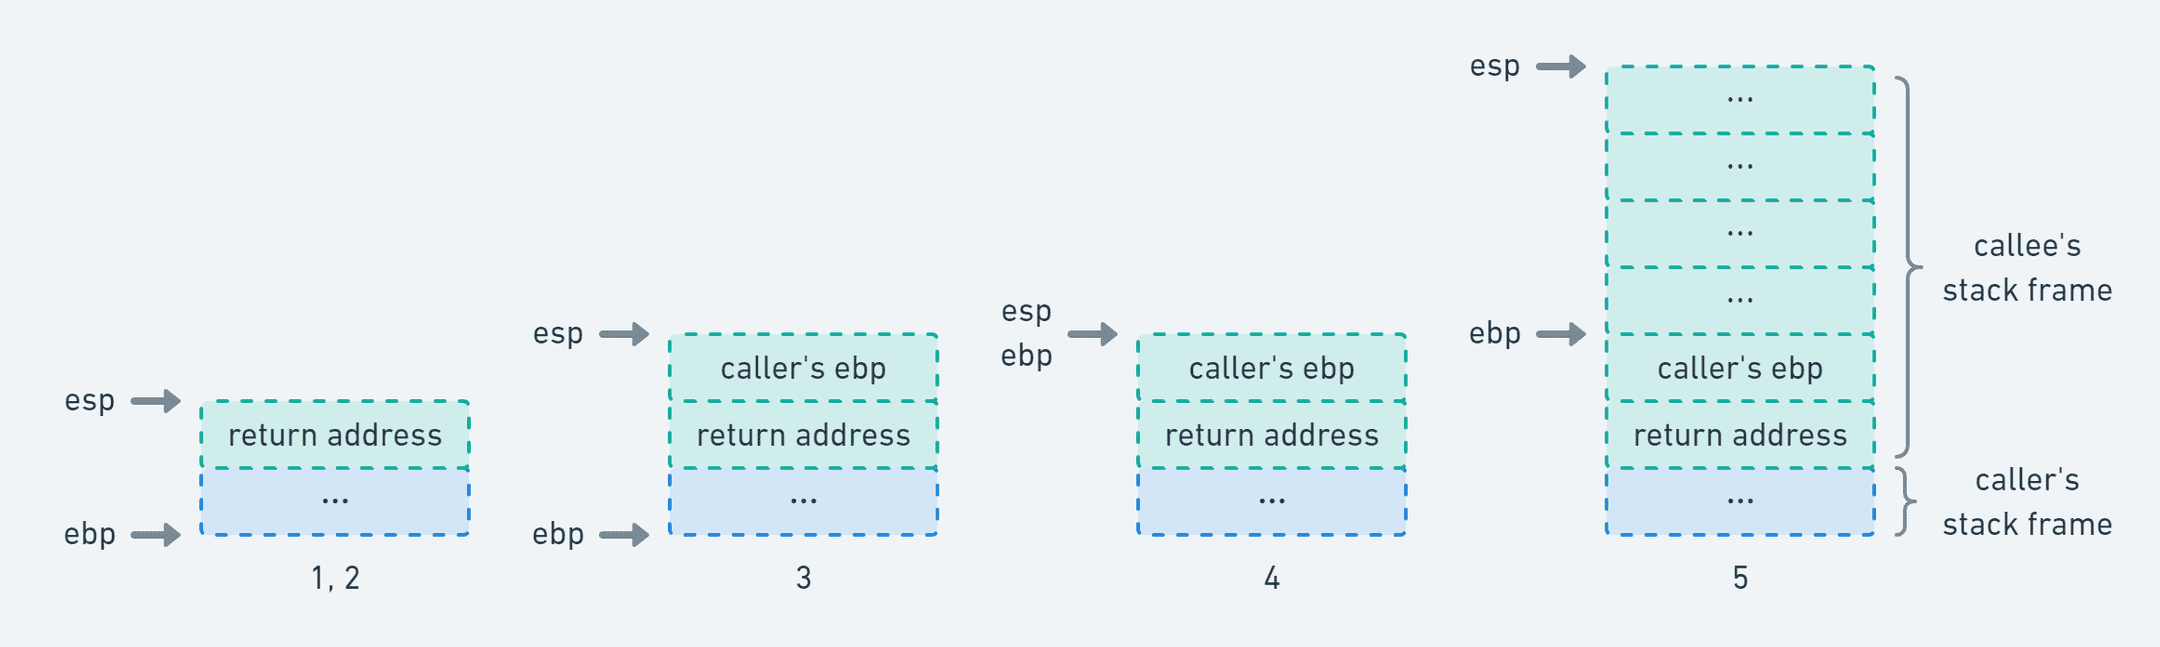 esp
ebp
return address
...
1, 2
esp
ebp
caller's ebp
return address
...
3
esp
ebp
caller's ebp
return address
...
4
esp
ebp
...
...
...
...
caller's ebp
return address
...
5
callee's
stack frame
caller's
stack frame